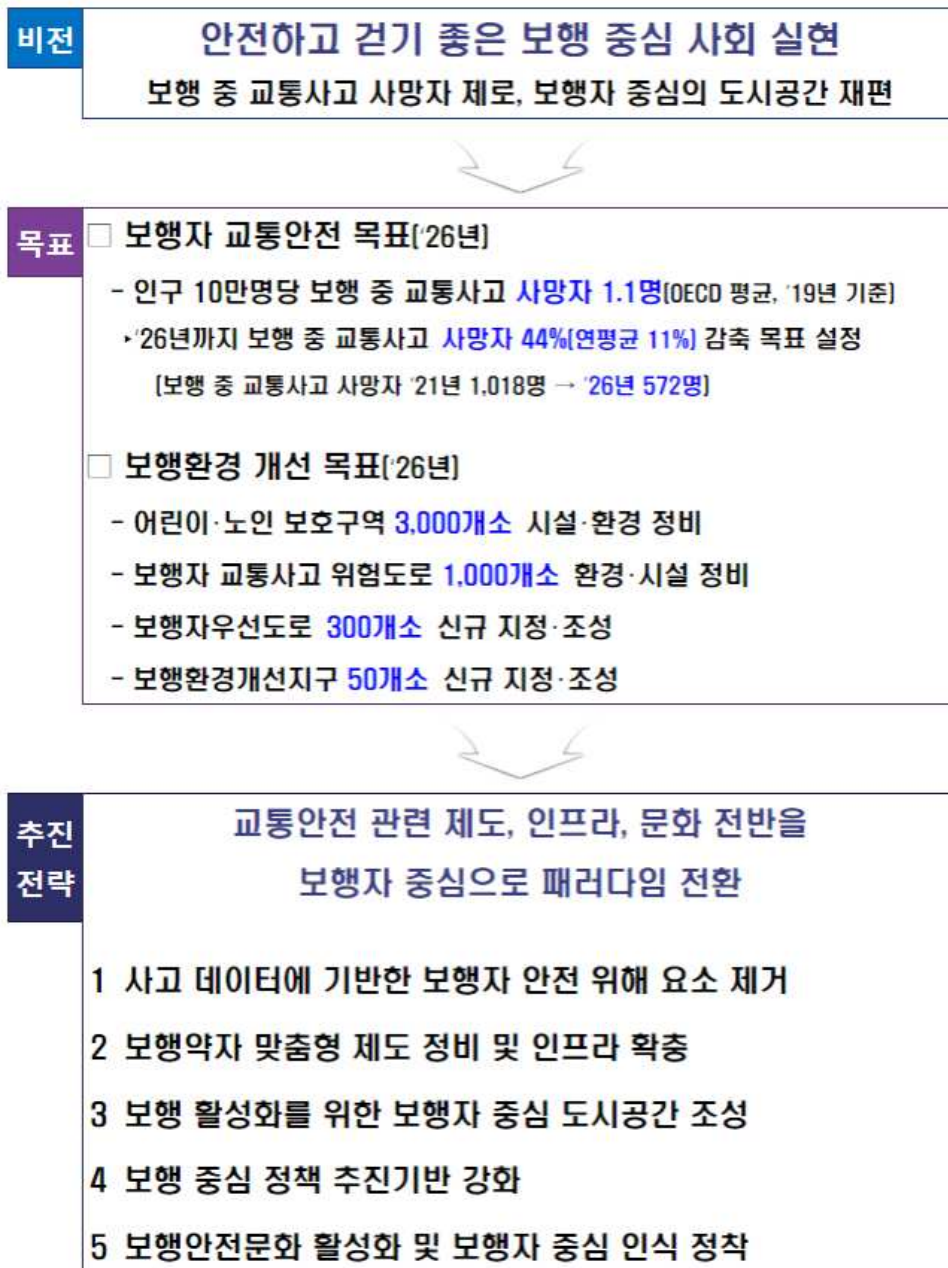 비전
안전하고 걷기 좋은 보행 중심 사회 실현
보행 중 교통사고 사망자 제로, 보행자 중심의 도시공간 재편
목표
□ 보행자 교통안전 목표(‘26년)
- 인구 10만명당 보행 중 교통사고 사망자 1.1명(OECD 평균, ‘19년 기준)
‣‘26년까지 보행 중 교통사고 사망자 44%(연평균 11%) 감축 목표 설정
(보행 중 교통사고 사망자 ‘21년 1,018명 → ‘26년 572명)
□ 보행환경 개선 목표(‘26년)
- 어린이·노인 보호구역 3,000개소 시설·환경 정비
- 보행자 교통사고 위험도로 1,000개소 환경·시설 정비
- 보행자우선도로 300개소 신규 지정·조성
- 보행환경개선지구 50개소 신규 지정·조성
추진
전략
교통안전 관련 제도, 인프라, 문화 전반을
보행자 중심으로 패러다임 전환
1 사고 데이터에 기반한 보행자 안전 위해 요소 제거
2 보행약자 맞춤형 제도 정비 및 인프라 확충
3 보행 활성화를 위한 보행자 중심 도시공간 조성
4 보행 중심 정책 추진기반 강화
5 보행안전문화 활성화 및 보행자 중심 인식 정착